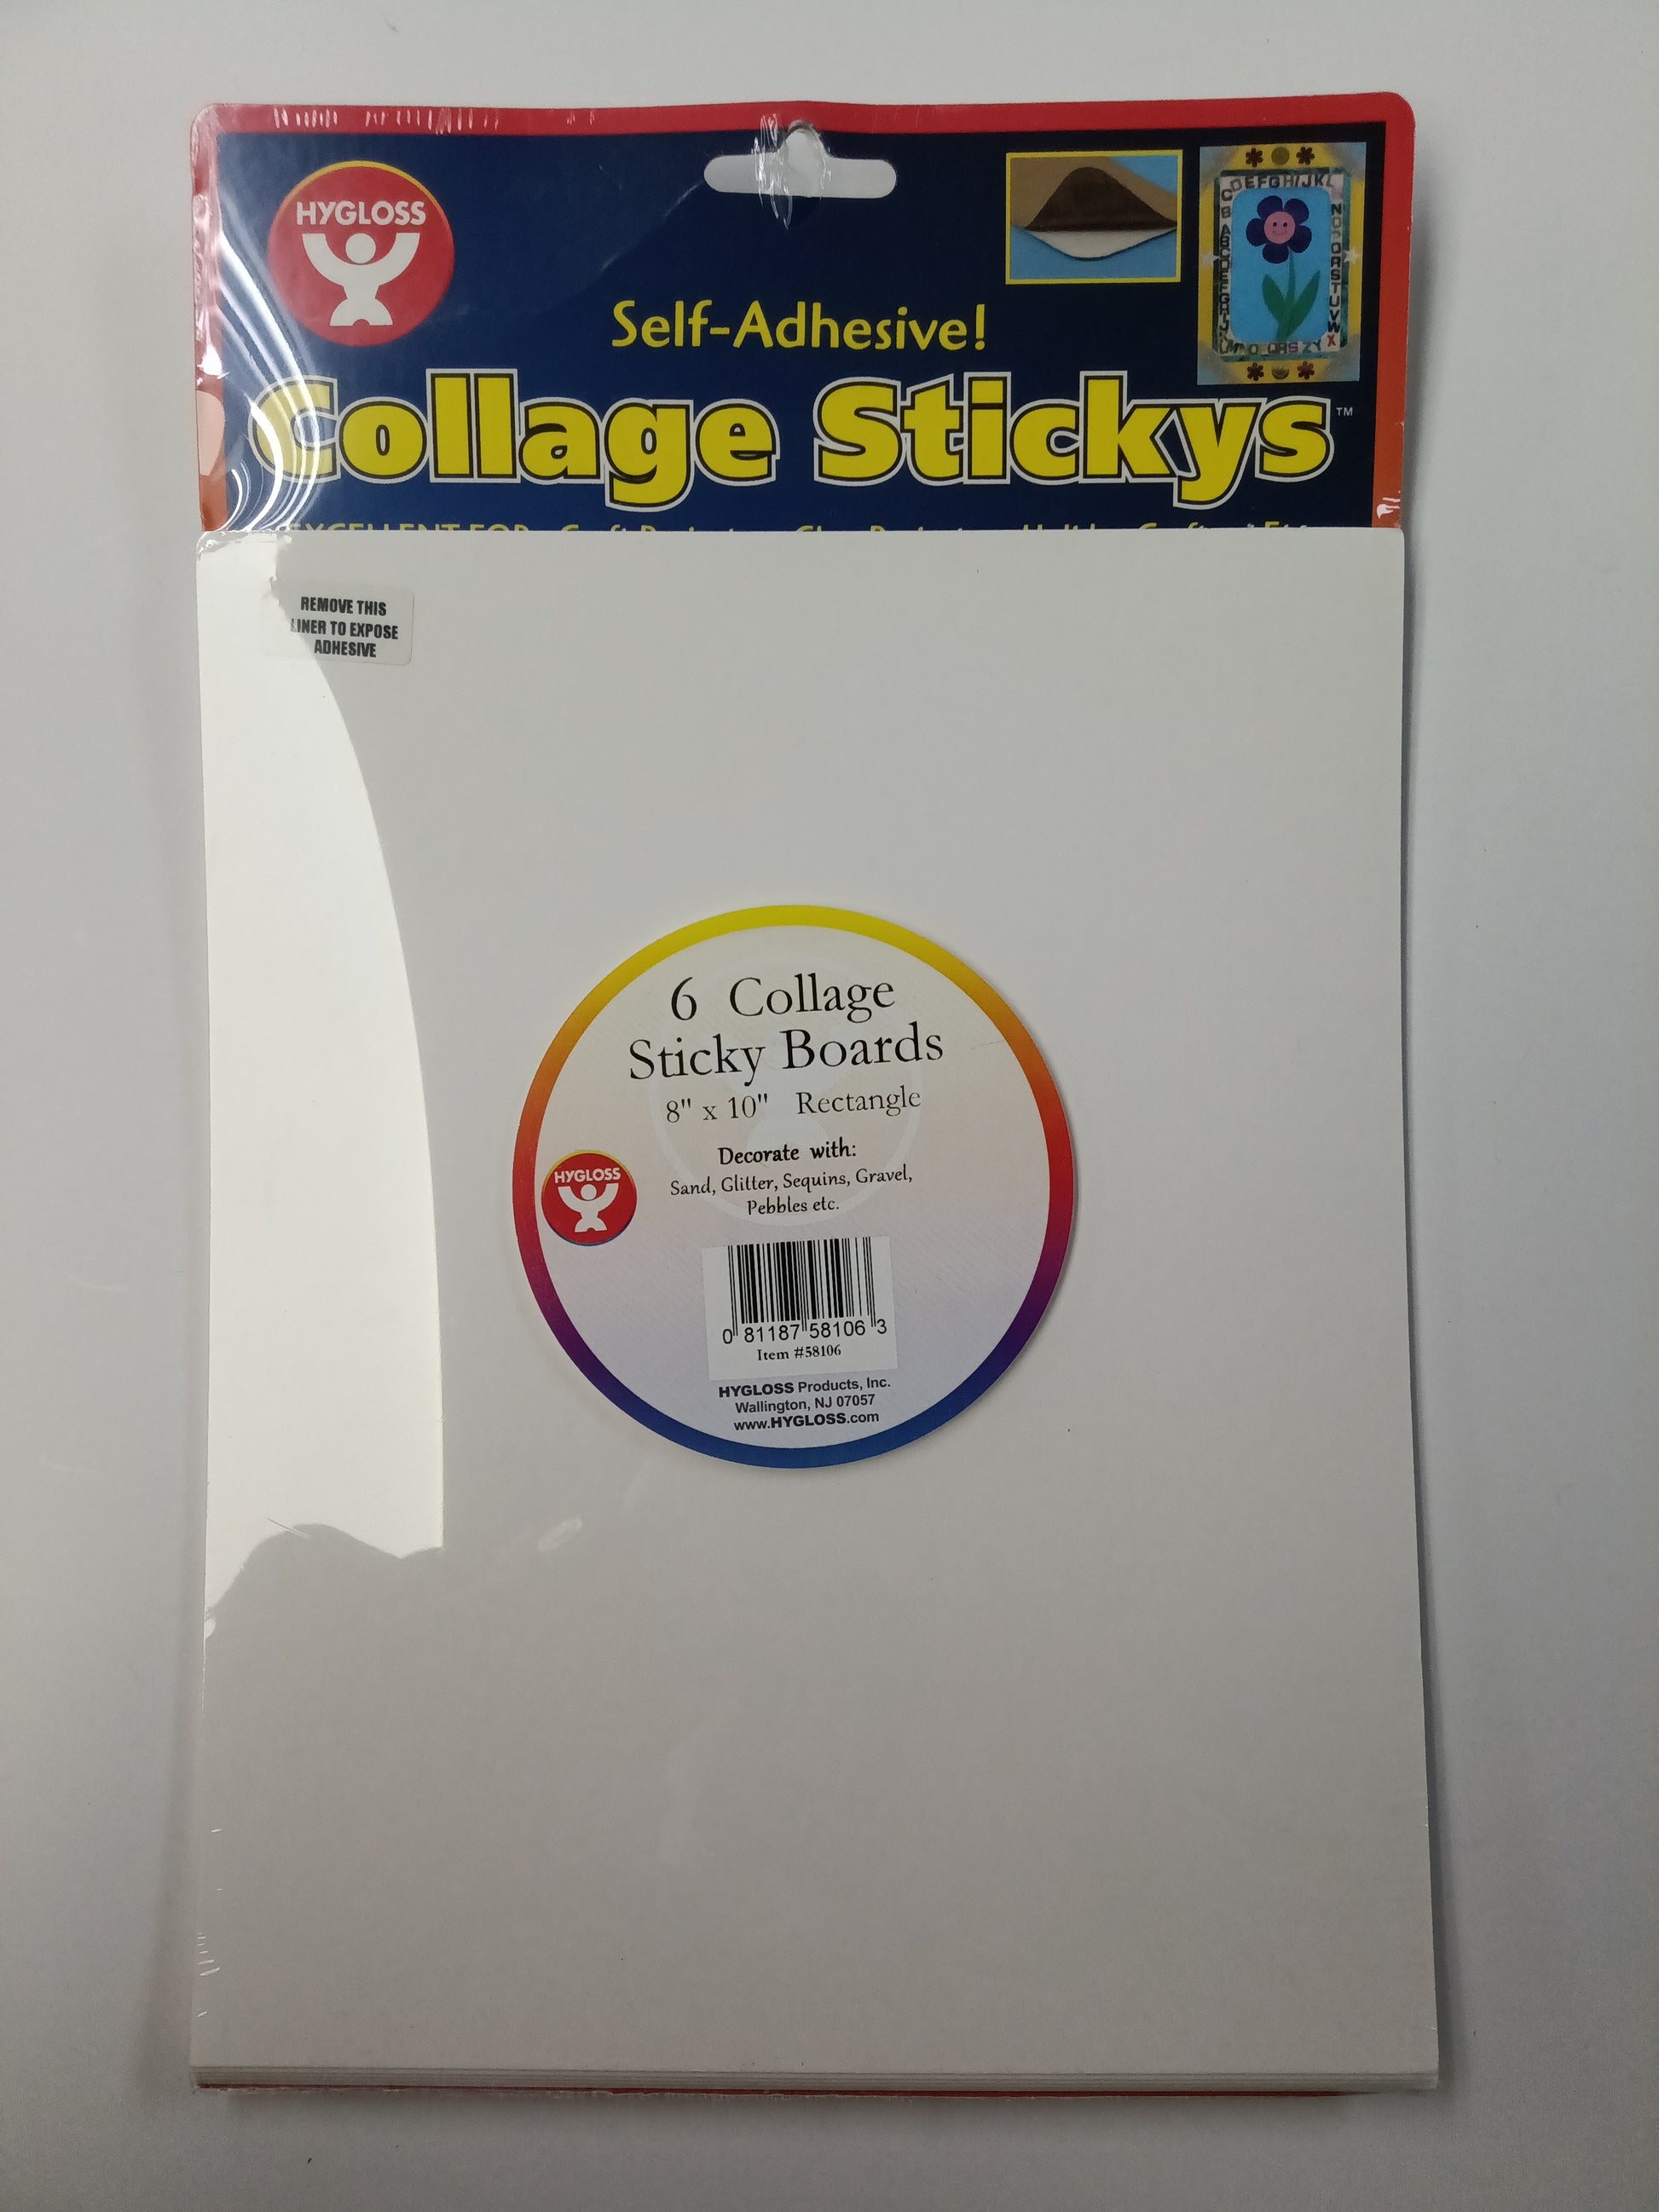 HYGLOSS
Self-Adhesive!
Collage Stickys™
EXCELLENT FOR
REMOVE THIS
LINER TO EXPOSE
ADHESIVE
6 Collage
Sticky Boards
8" x 10" Rectangle
Decorate with:
Sand, Glitter, Sequins, Gravel,
Pebbles etc.
HYGLOSS
0 81187 58106 3
Item #58106
HYGLOSS Products, Inc.
Wallington, NJ 07057
www.HYGLOSS.com